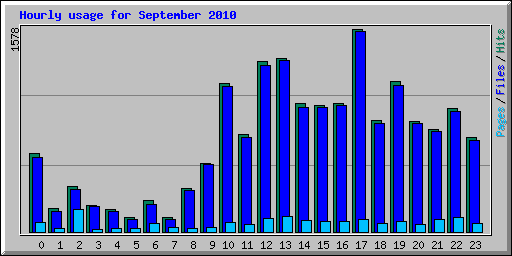 Hourly usage for September 2010
1578
Pages/Files/Hits
0 1 2 3 4 5 6 7 8 9 10 11 12 13 14 15 16 17 18 19 20 21 22 23